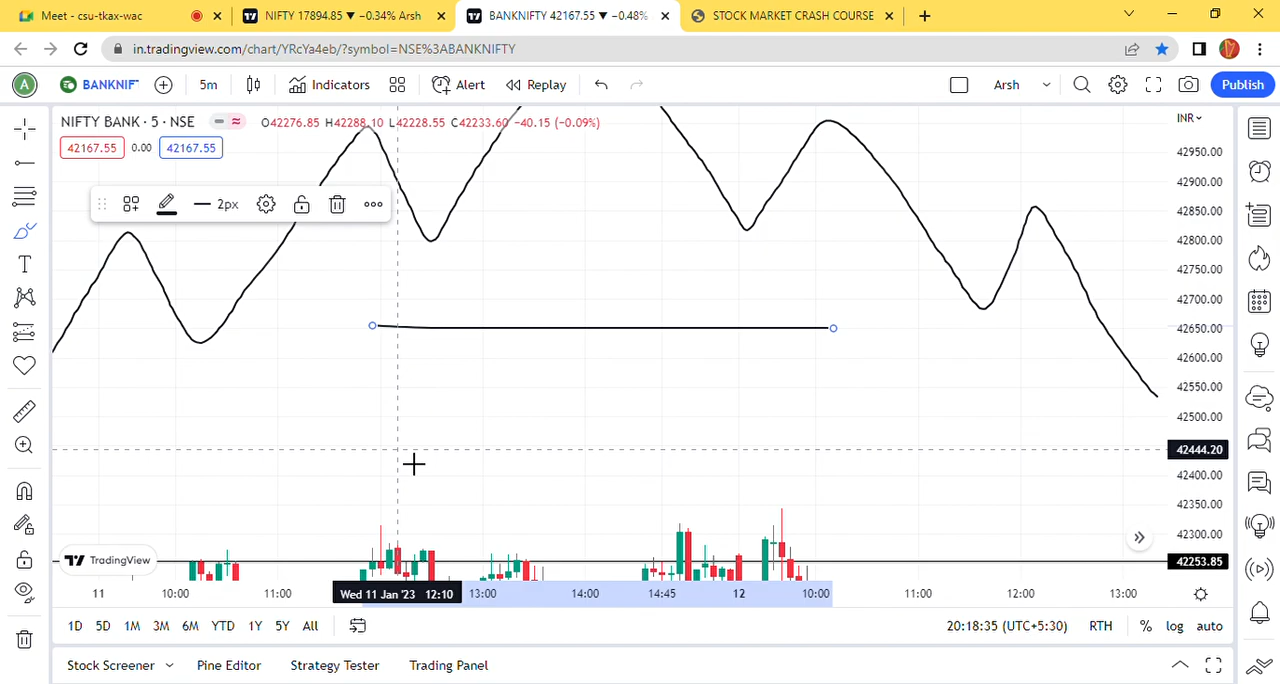 Meet - csu-tkax-wac
NIFTY 17894.85 ▼ −0.34% Arsh
BANKNIFTY 42167.55 ▼ −0.48%
STOCK MARKET CRASH COURSE
in.tradingview.com/chart/YRcYa4eb/?symbol=NSE%3ABANKNIFTY
A
BANKNIF
5m
Indicators
Alert
Replay
Arsh
Publish
NIFTY BANK · 5 · NSE
O42276.85 H42288.10 L42228.55 C42233.60 −40.15 (−0.09%)
INR
42167.55 0.00 42167.55
2px
T
42950.00
42900.00
42850.00
42800.00
42750.00
42700.00
42650.00
42600.00
42550.00
42500.00
42444.20
42400.00
42350.00
42300.00
42253.85
TradingView
11 10:00 11:00 Wed 11 Jan '23 12:10 13:00 14:00 14:45 12 10:00 11:00 12:00 13:00
1D 5D 1M 3M 6M YTD 1Y 5Y All
20:18:35 (UTC+5:30) RTH % log auto
Stock Screener Pine Editor Strategy Tester Trading Panel